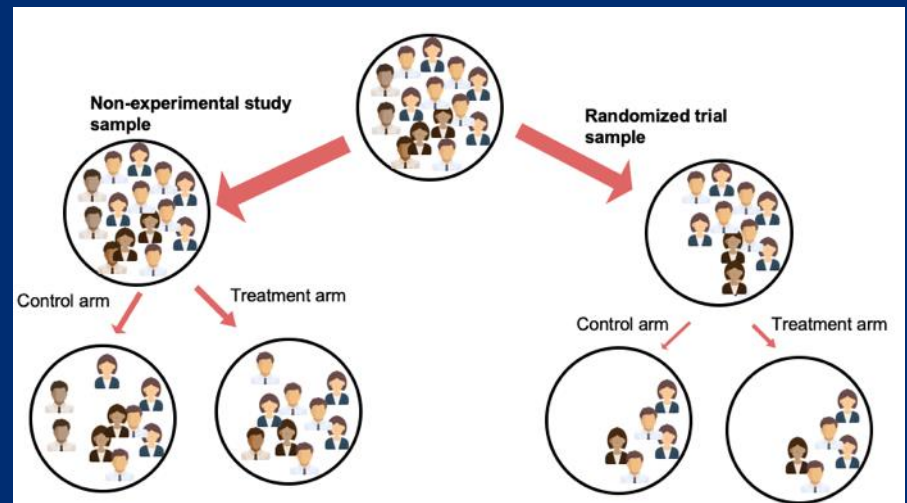 Non-experimental study
sample
Randomized trial
sample
Control arm
Treatment arm
Control arm
Treatment arm